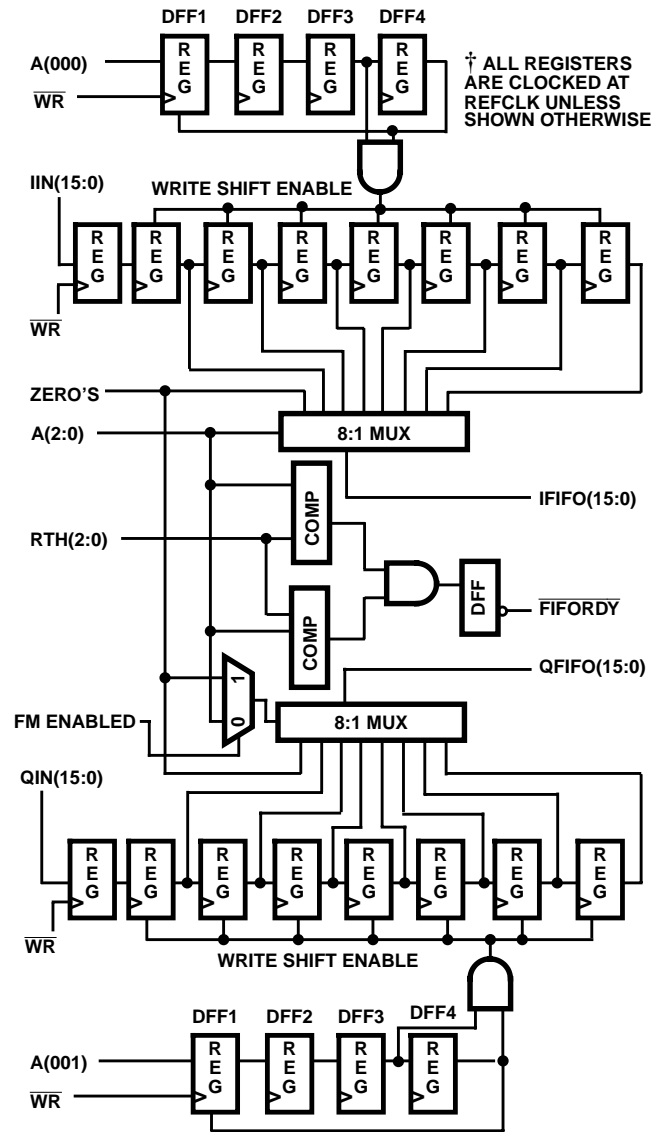 DFF1 DFF2 DFF3 DFF4
A(000)
WR
REG REG REG REG
† ALL REGISTERS
ARE CLOCKED AT
REFCLK UNLESS
SHOWN OTHERWISE
WRITE SHIFT ENABLE
IIN(15:0)
REG REG REG REG REG REG REG REG
WR
ZERO'S
A(2:0)
8:1 MUX
IFIFO(15:0)
COMP
RTH(2:0)
DFF
FIFORDY
COMP
QFIFO(15:0)
1
0
FM ENABLED
8:1 MUX
QIN(15:0)
REG REG REG REG REG REG REG REG
WR
WRITE SHIFT ENABLE
DFF1 DFF2 DFF3 DFF4
A(001)
REG REG REG REG
WR